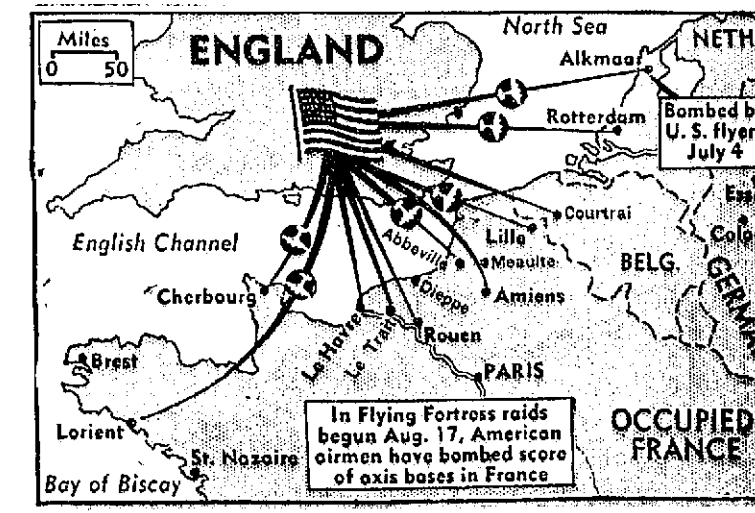 Miles
0 50
ENGLAND
North Sea
NETH
Alkmaar
Rotterdam
Bombed b
U. S. flyer
July 4
English Channel
Cherbourg
Abbeville
Lille
Courtrai
Meaulte
Dieppe
Amiens
BELG.
Ess
Colo
GERMA
Le Havre
Le Trait
Rouen
PARIS
Brest
Lorient
St. Nazaire
Bay of Biscay
In Flying Fortress raids
begun Aug. 17, American
airmen have bombed score
of axis bases in France
OCCUPIED
FRANCE